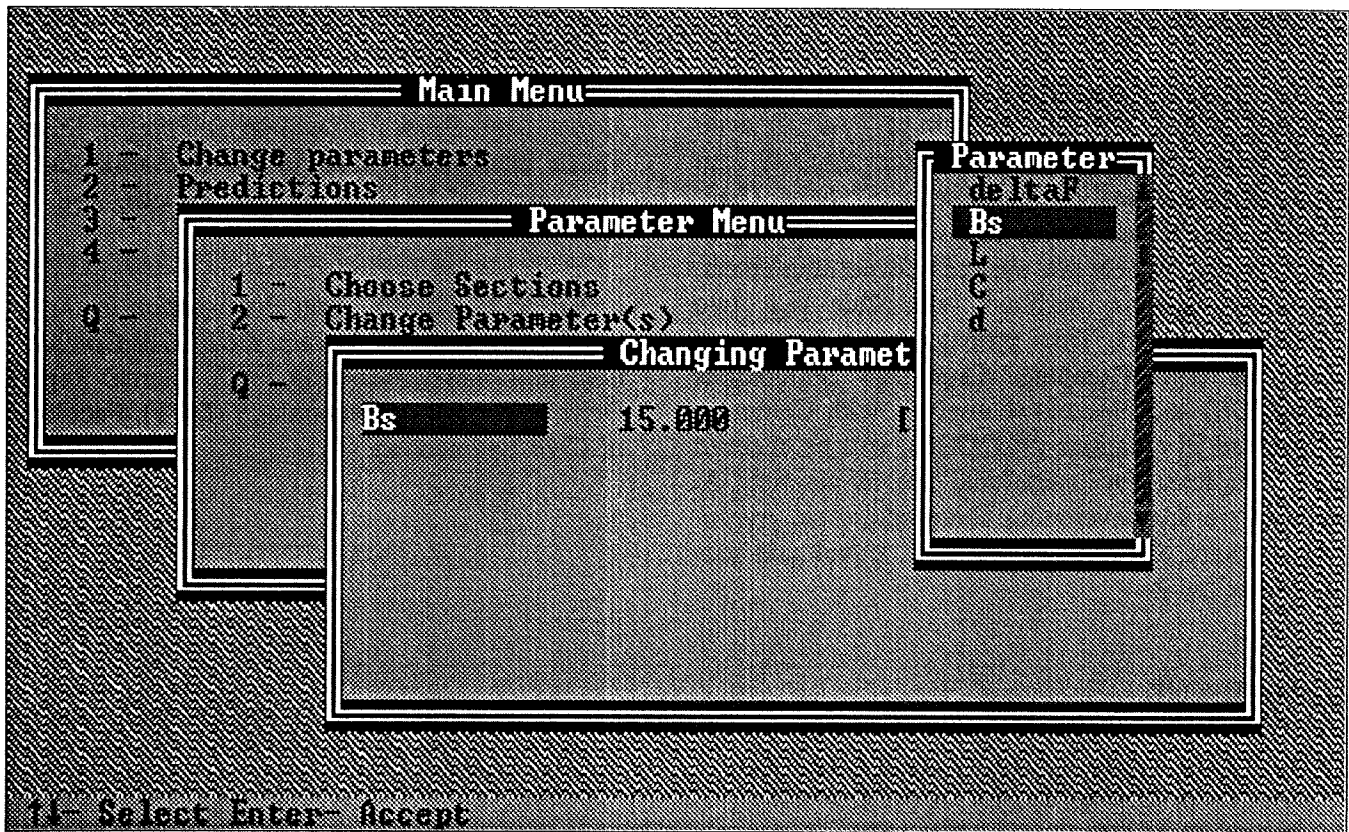 Main Menu
1 - Change parameters
2 - Predictions
3 -
4 -
Q -
Parameter Menu
1 - Choose Sections
2 - Change Parameter(s)
Q -
Changing Paramet
Bs 15.000 [
Parameter
deltaF
Bs
L
C
d
↑↓- Select Enter- Accept